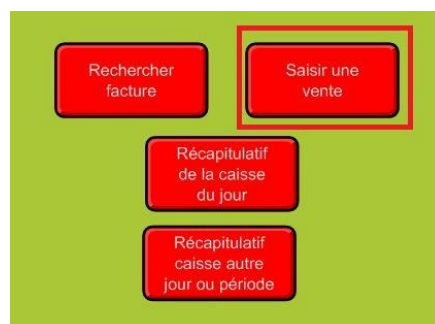 Rechercher
facture
Saisir une
vente
Récapitulatif
de la caisse
du jour
Récapitulatif
caisse autre
jour ou période